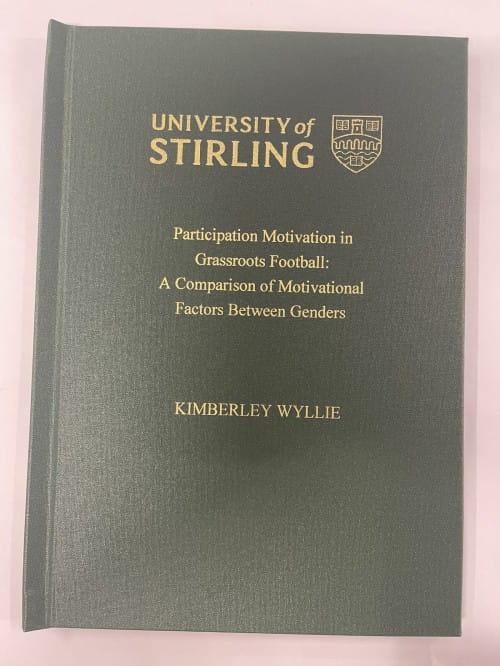 UNIVERSITY of
STIRLING
Participation Motivation in
Grassroots Football:
A Comparison of Motivational
Factors Between Genders
KIMBERLEY WYLLIE